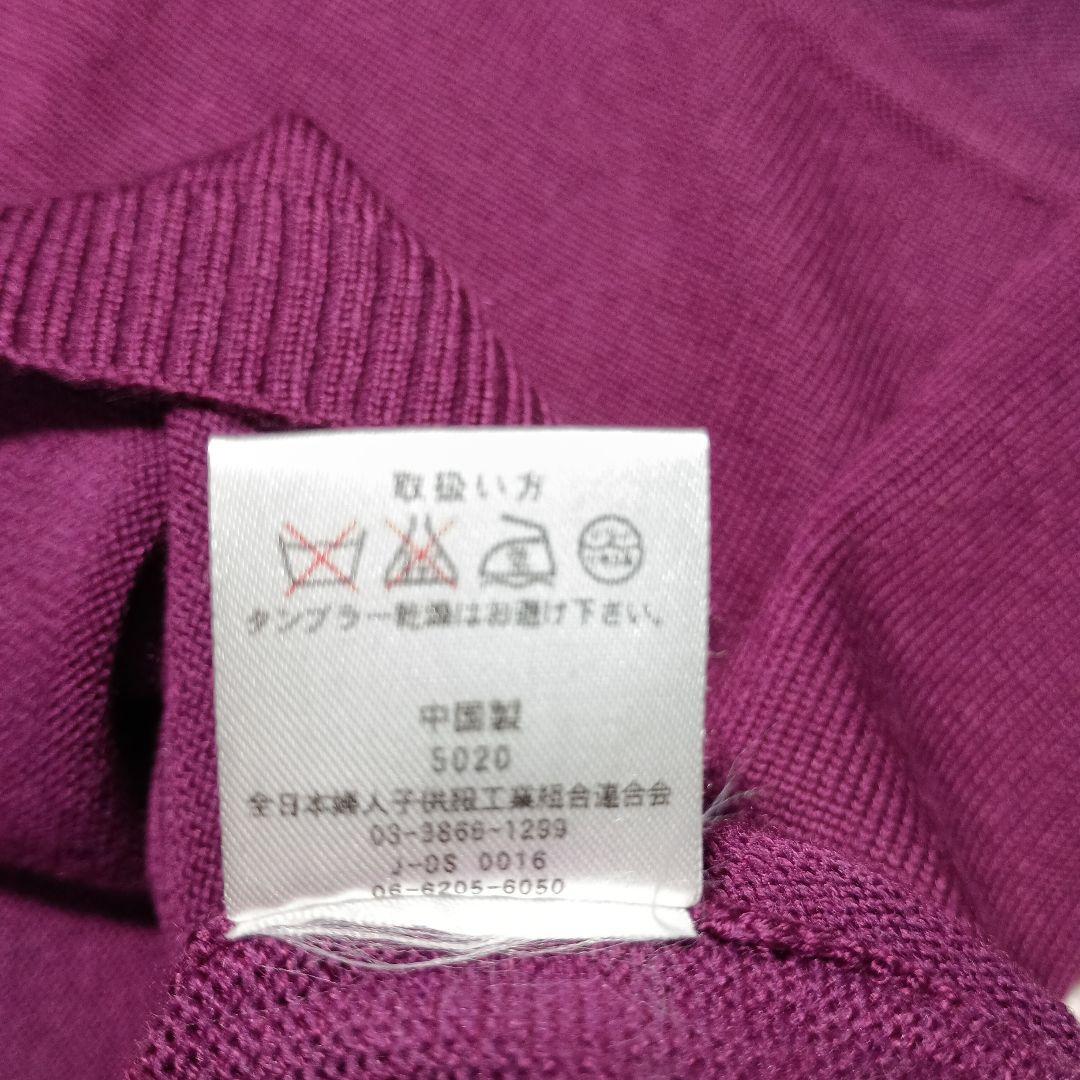 取扱い方
タンブラー乾燥はお避け下さい。
中国製
5020
全日本婦人子供服工業組合連合会
03-3866-1299
J-0S 0016
06-6205-6050